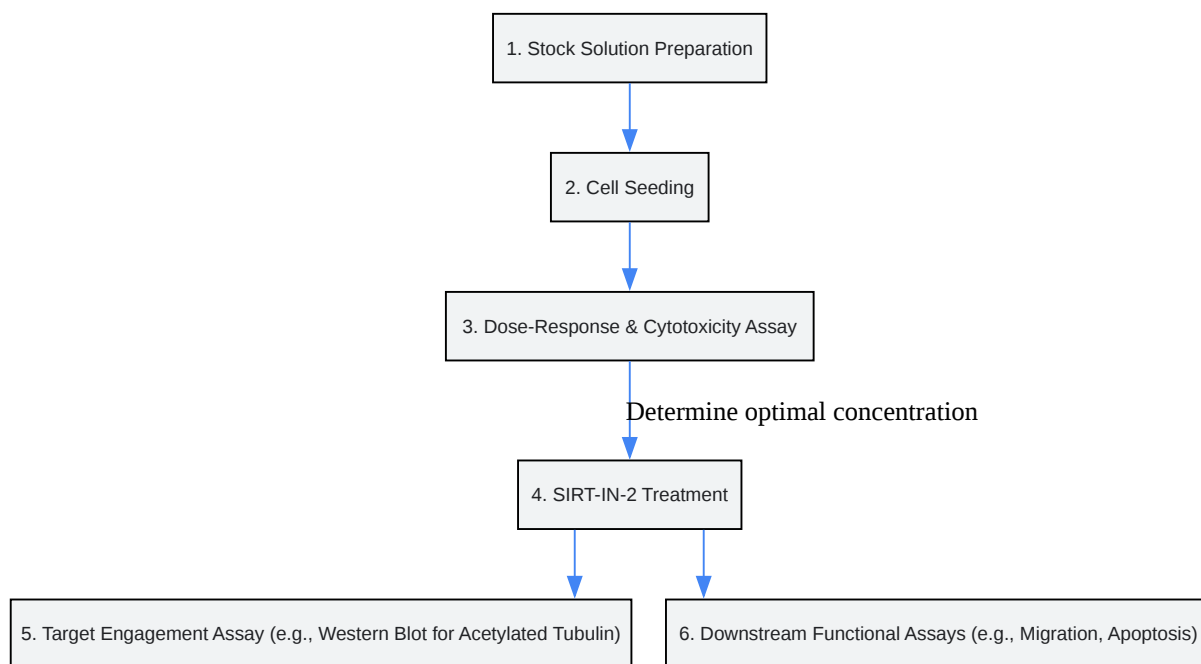 1. Stock Solution Preparation
2. Cell Seeding
3. Dose-Response & Cytotoxicity Assay
Determine optimal concentration
4. SIRT-IN-2 Treatment
5. Target Engagement Assay (e.g., Western Blot for Acetylated Tubulin)
6. Downstream Functional Assays (e.g., Migration, Apoptosis)